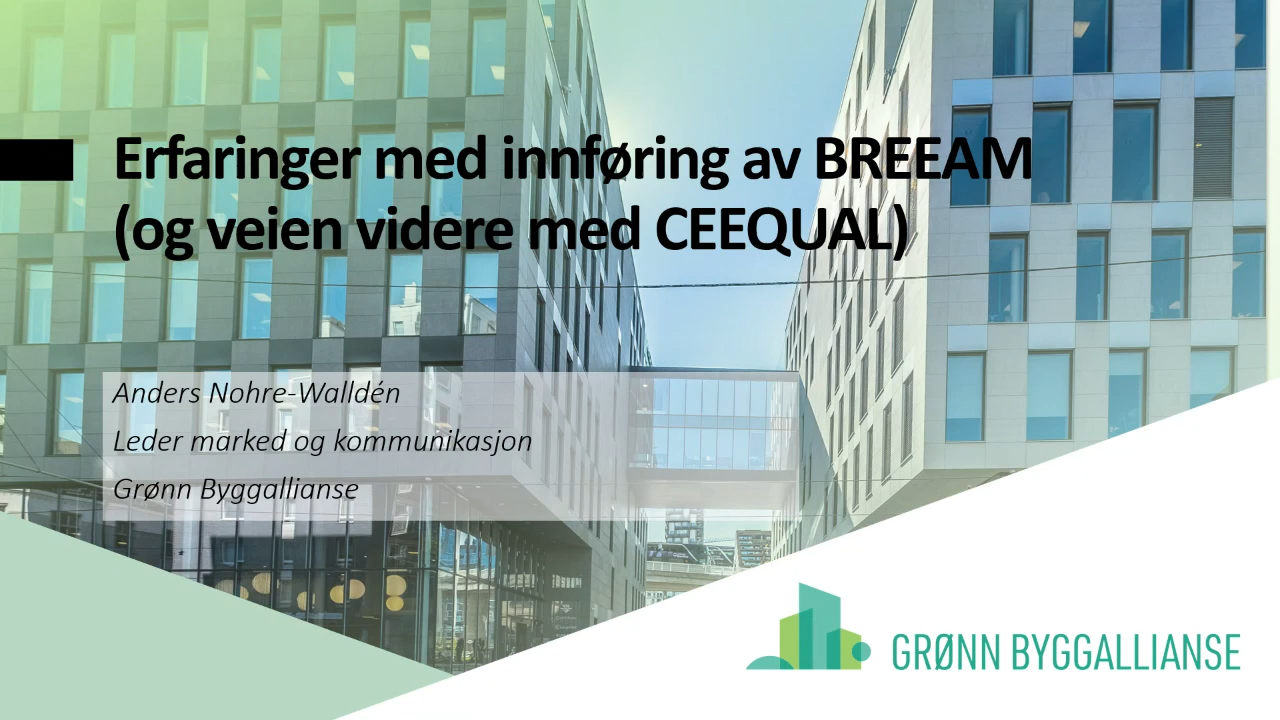 Erfaringer med innføring av BREEAM
(og veien videre med CEEQUAL)
Anders Nohre-Walldén
Leder marked og kommunikasjon
Grønn Byggallianse
GRØNN BYGGALLIANSE